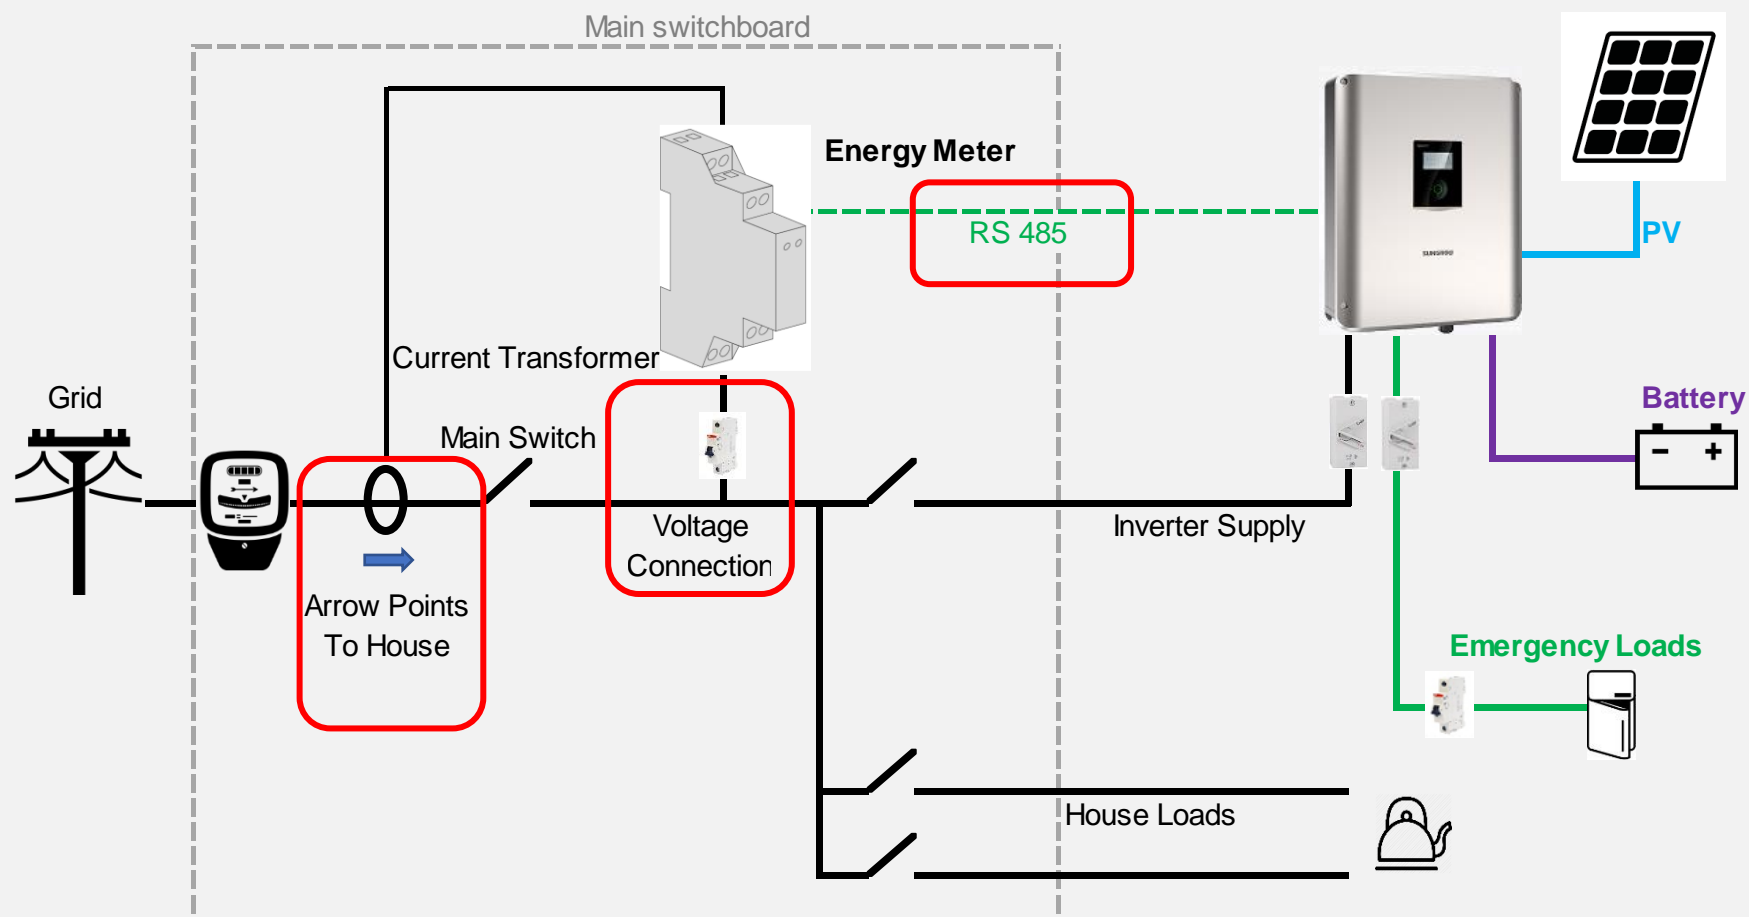 Main switchboard
Energy Meter
RS 485
PV
SUNGROW
Current Transformer
Grid
Battery
Main Switch
Voltage
Connection
Inverter Supply
Arrow Points
To House
Emergency Loads
House Loads